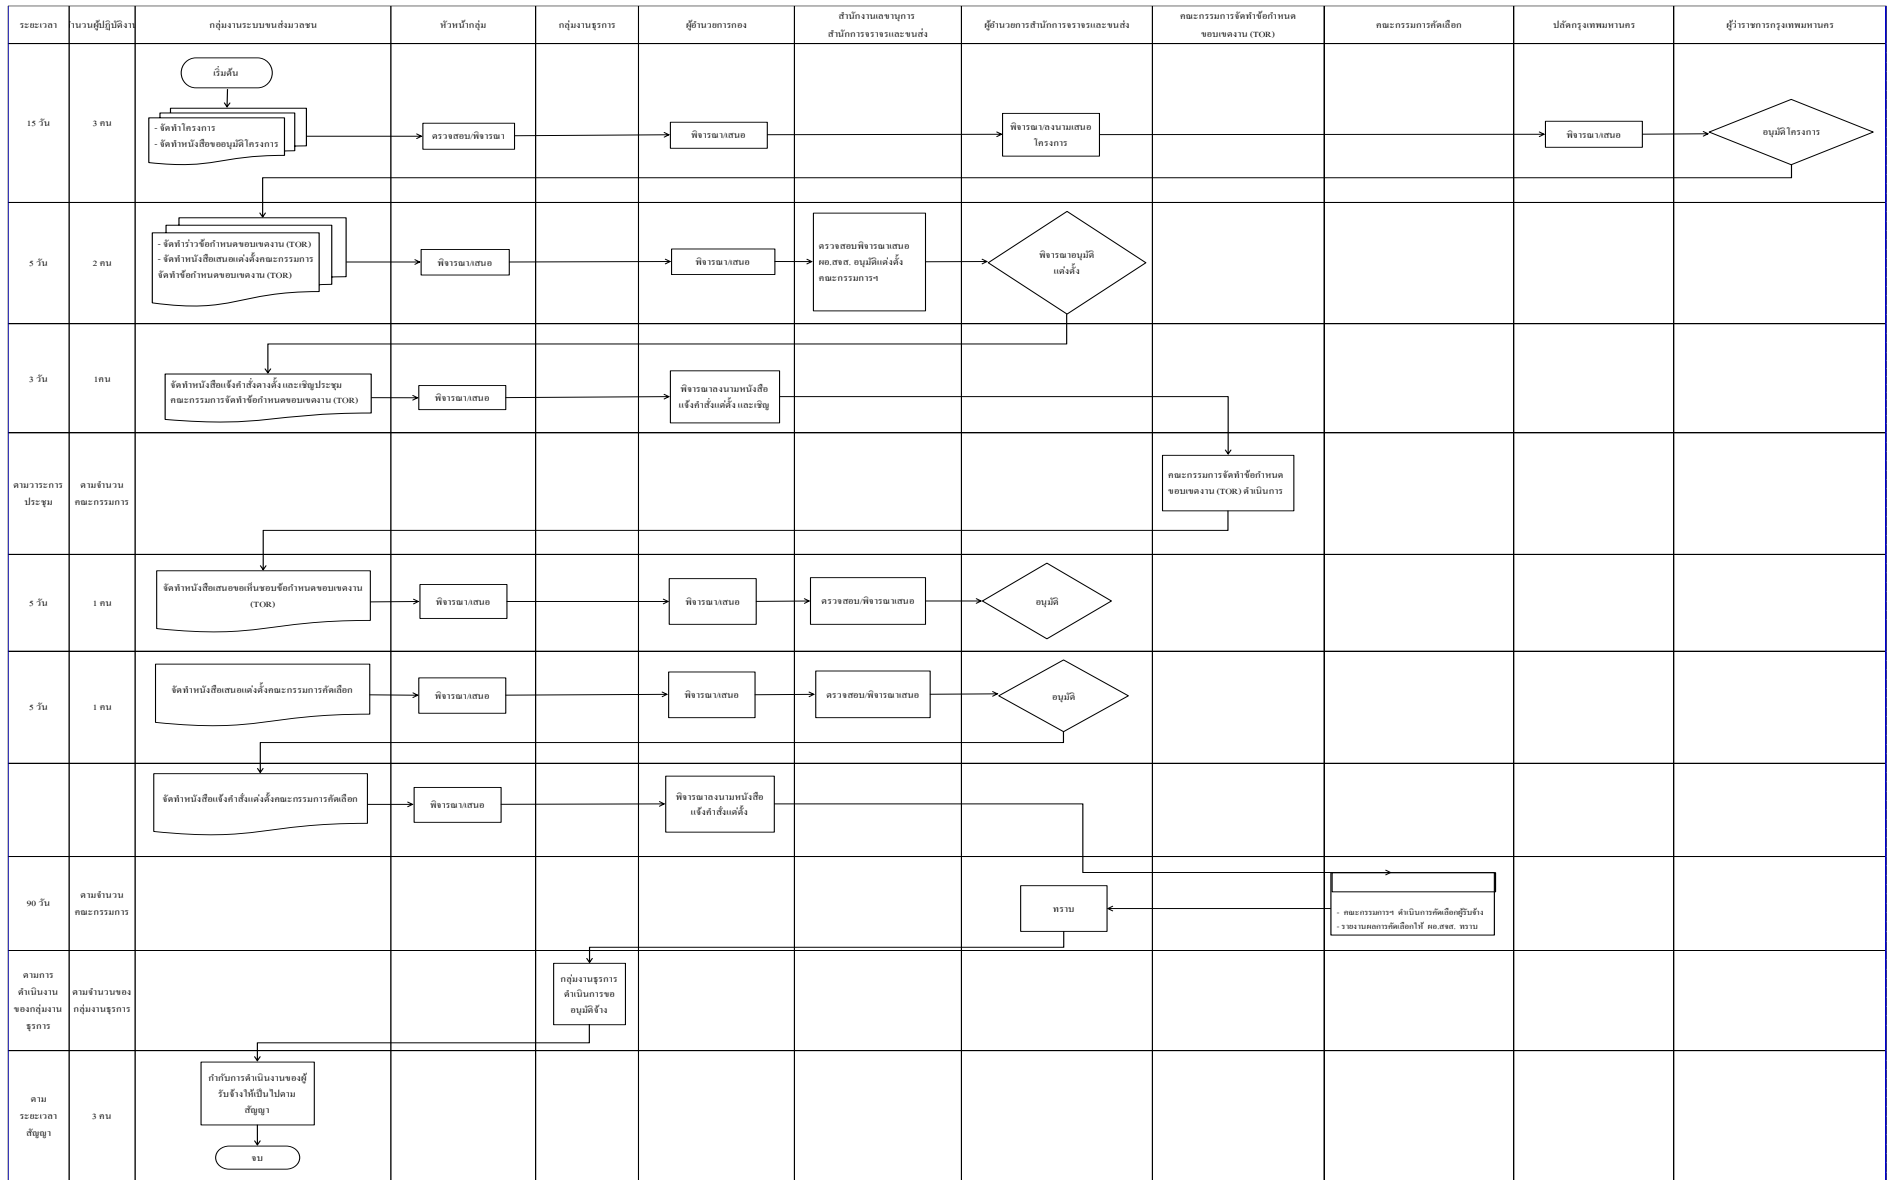 ระยะเวลา
จำนวนผู้ปฏิบัติงาน
กลุ่มงานระบบขนส่งมวลชน
หัวหน้ากลุ่ม
กลุ่มงานธุรการ
ผู้อำนวยการกอง
สำนักงานเลขานุการ
สำนักการจราจรและขนส่ง
ผู้อำนวยการสำนักการจราจรและขนส่ง
คณะกรรมการจัดทำข้อกำหนด
ขอบเขตงาน (TOR)
คณะกรรมการคัดเลือก
ปลัดกรุงเทพมหานคร
ผู้ว่าราชการกรุงเทพมหานคร
เริ่มต้น
15 วัน
3 คน
- จัดทำโครงการ
- จัดทำหนังสือขออนุมัติโครงการ
ตรวจสอบ/พิจารณา
พิจารณา/เสนอ
พิจารณา/ลงนามเสนอ
โครงการ
พิจารณา/เสนอ
อนุมัติโครงการ
5 วัน
2 คน
- จัดทำร่าวข้อกำหนดขอบเขตงาน (TOR)
- จัดทำหนังสือเสนอแต่งตั้งคณะกรรมการ
จัดทำข้อกำหนดขอบเขตงาน (TOR)
พิจารณา/เสนอ
พิจารณา/เสนอ
ตรวจสอบพิจารณาเสนอ
ผอ.สจส. อนุมัติแต่งตั้ง
คณะกรรมการฯ
พิจารณาอนุมัติ
แต่งตั้ง
3 วัน
1คน
จัดทำหนังสือแจ้งคำสั่งตางตั้ง และเชิญประชุม
คณะกรรมการจัดทำข้อกำหนดขอบเขตงาน (TOR)
พิจารณา/เสนอ
พิจารณาลงนามหนังสือ
แจ้งคำสั่งแต่ตั้ง และเชิญ
ตามวาระการ
ประชุม
ตามจำนวน
คณะกรรมการ
คณะกรรมการจัดทำข้อกำหนด
ขอบเขตงาน (TOR) ดำเนินการ
5 วัน
1 คน
จัดทำหนังสือเสนอขอเห็นชอบข้อกำหนดขอบเขตงาน
(TOR)
พิจารณา/เสนอ
พิจารณา/เสนอ
ตรวจสอบ/พิจารณาเสนอ
อนุมัติ
5 วัน
1 คน
จัดทำหนังสือเสนอแต่งตั้งคณะกรรมการคัดเลือก
พิจารณา/เสนอ
พิจารณา/เสนอ
ตรวจสอบ/พิจารณาเสนอ
อนุมัติ
จัดทำหนังสือแจ้งคำสั่งแต่งตั้งคณะกรรมการคัดเลือก
พิจารณา/เสนอ
พิจารณาลงนามหนังสือ
แจ้งคำสั่งแต่ตั้ง
90 วัน
ตามจำนวน
คณะกรรมการ
ทราบ
- คณะกรรมการฯ ดำเนินการคัดเลือกผู้รับจ้าง
- รายงานผลการคัดเลือกให้ ผอ.สจส. ทราบ
ตามการ
ดำเนินงาน
ของกลุ่มงาน
ธุรการ
ตามจำนวนของ
กลุ่มงานธุรการ
กลุ่มงานธุรการ
ดำเนินการขอ
อนุมัติจ้าง
ตาม
ระยะเวลา
สัญญา
3 คน
กำกับการดำเนินงานของผู้
รับจ้างให้เป็นไปตาม
สัญญา
จบ